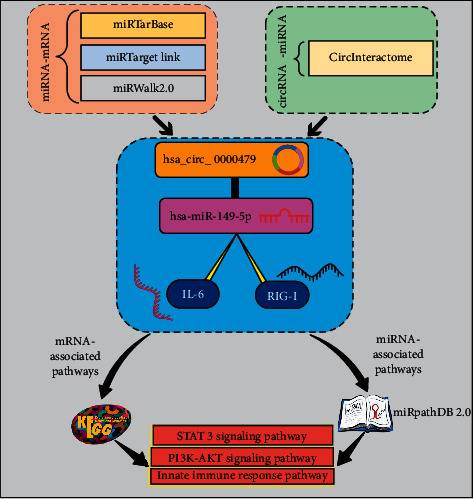 miRNA-mRNA
miRTarBase
miRTarget link
miRWalk2.0
circRNA -miRNA
CircInteractome
hsa_circ_ 0000479
hsa-miR-149-5p
IL-6
RIG-I
mRNA-
associated
pathways
miRNA-
associated
pathways
KEGG
miRpathDB 2.0
STAT 3 signaling pathway
PI3K-AKT signaling pathway
Innate immune response pathway